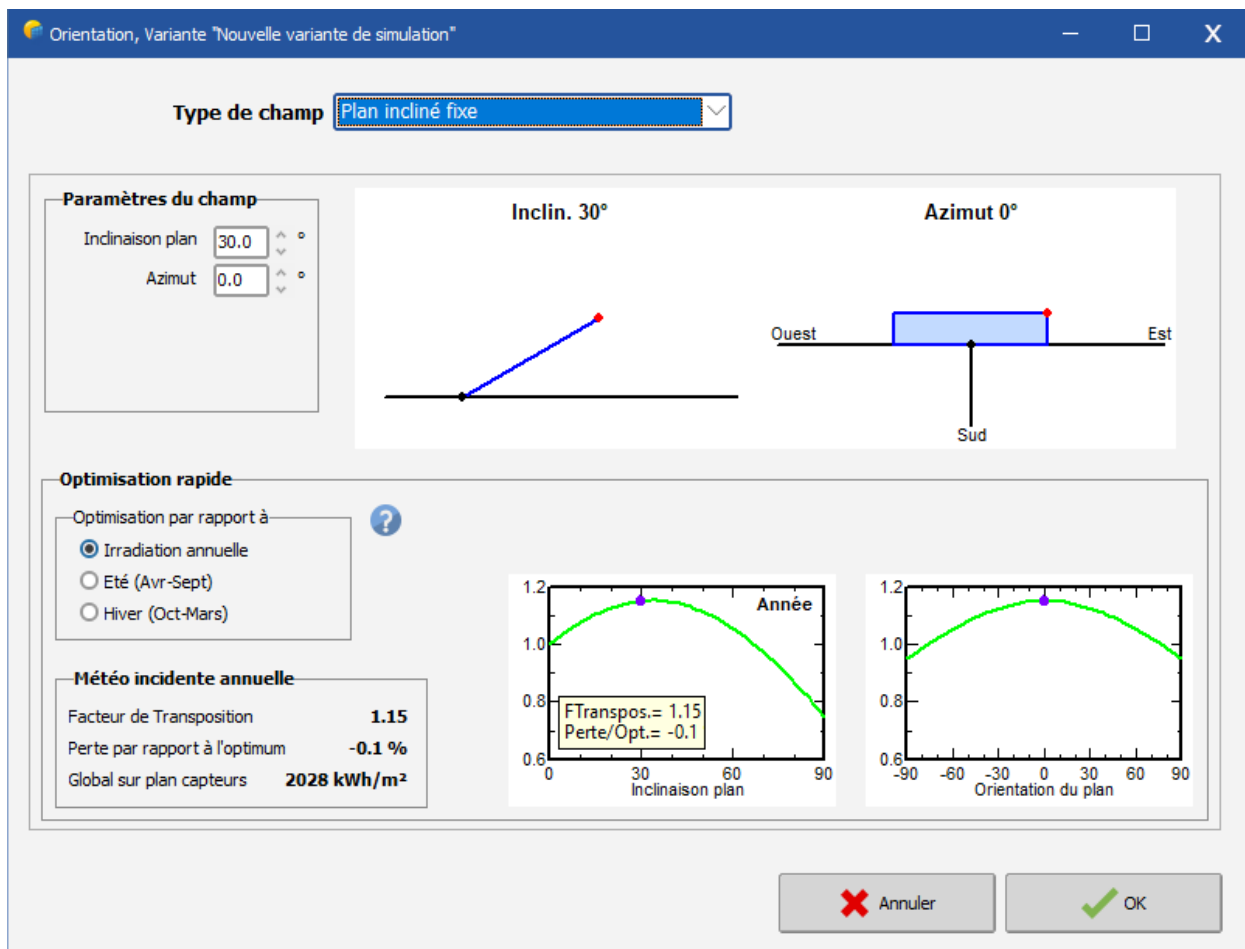 Orientation, Variante "Nouvelle variante de simulation"
Type de champ Plan incliné fixe
Paramètres du champ
Inclinaison plan 30.0 °
Azimut 0.0 °
Inclin. 30°
Azimut 0°
Ouest
Est
Sud
Optimisation rapide
Optimisation par rapport à
?
Irradiation annuelle
Eté (Avr-Sept)
Hiver (Oct-Mars)
Météo incidente annuelle
Facteur de Transposition 1.15
Perte par rapport à l'optimum -0.1 %
Global sur plan capteurs 2028 kWh/m²
1.2
1.0
0.8
0.6
Année
FTranspos.= 1.15
Perte/Opt.= -0.1
0 30 60 90
Inclinaison plan
1.2
1.0
0.8
0.6
-90 -60 -30 0 30 60 90
Orientation du plan
Annuler
OK